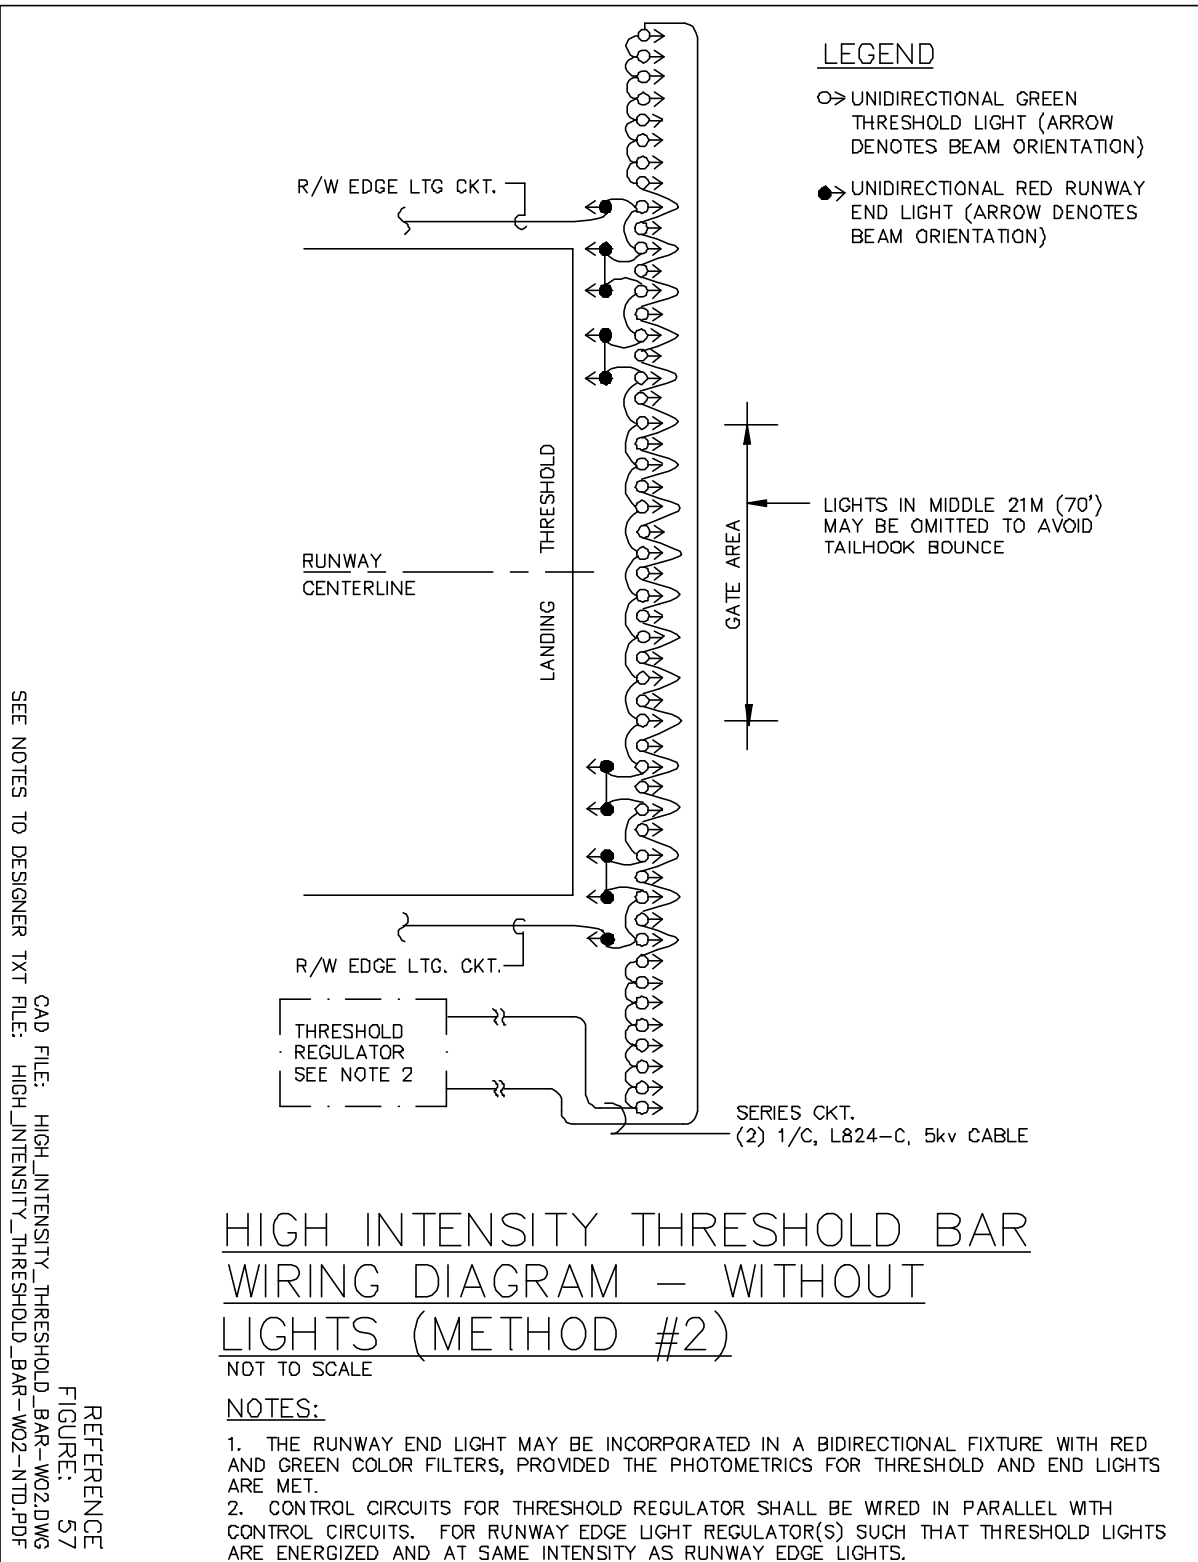 LEGEND
UNIDIRECTIONAL GREEN
THRESHOLD LIGHT (ARROW
DENOTES BEAM ORIENTATION)
UNIDIRECTIONAL RED RUNWAY
END LIGHT (ARROW DENOTES
BEAM ORIENTATION)
R/W EDGE LTG CKT.
LANDING THRESHOLD
RUNWAY
CENTERLINE
GATE AREA
LIGHTS IN MIDDLE 21M (70')
MAY BE OMITTED TO AVOID
TAILHOOK BOUNCE
R/W EDGE LTG. CKT.
THRESHOLD
REGULATOR
SEE NOTE 2
SERIES CKT.
(2) 1/C, L824-C, 5kv CABLE
HIGH INTENSITY THRESHOLD BAR
WIRING DIAGRAM - WITHOUT
LIGHTS (METHOD #2)
NOT TO SCALE
NOTES:
1. THE RUNWAY END LIGHT MAY BE INCORPORATED IN A BIDIRECTIONAL FIXTURE WITH RED
AND GREEN COLOR FILTERS, PROVIDED THE PHOTOMETRICS FOR THRESHOLD AND END LIGHTS
ARE MET.
2. CONTROL CIRCUITS FOR THRESHOLD REGULATOR SHALL BE WIRED IN PARALLEL WITH
CONTROL CIRCUITS. FOR RUNWAY EDGE LIGHT REGULATOR(S) SUCH THAT THRESHOLD LIGHTS
ARE ENERGIZED AND AT SAME INTENSITY AS RUNWAY EDGE LIGHTS.
REFERENCE
FIGURE: 57
CAD FILE: HIGH_INTENSITY_THRESHOLD_BAR-WO2.DWG
SEE NOTES TO DESIGNER TXT FILE: HIGH_INTENSITY_THRESHOLD_BAR-WO2-NTD.PDF